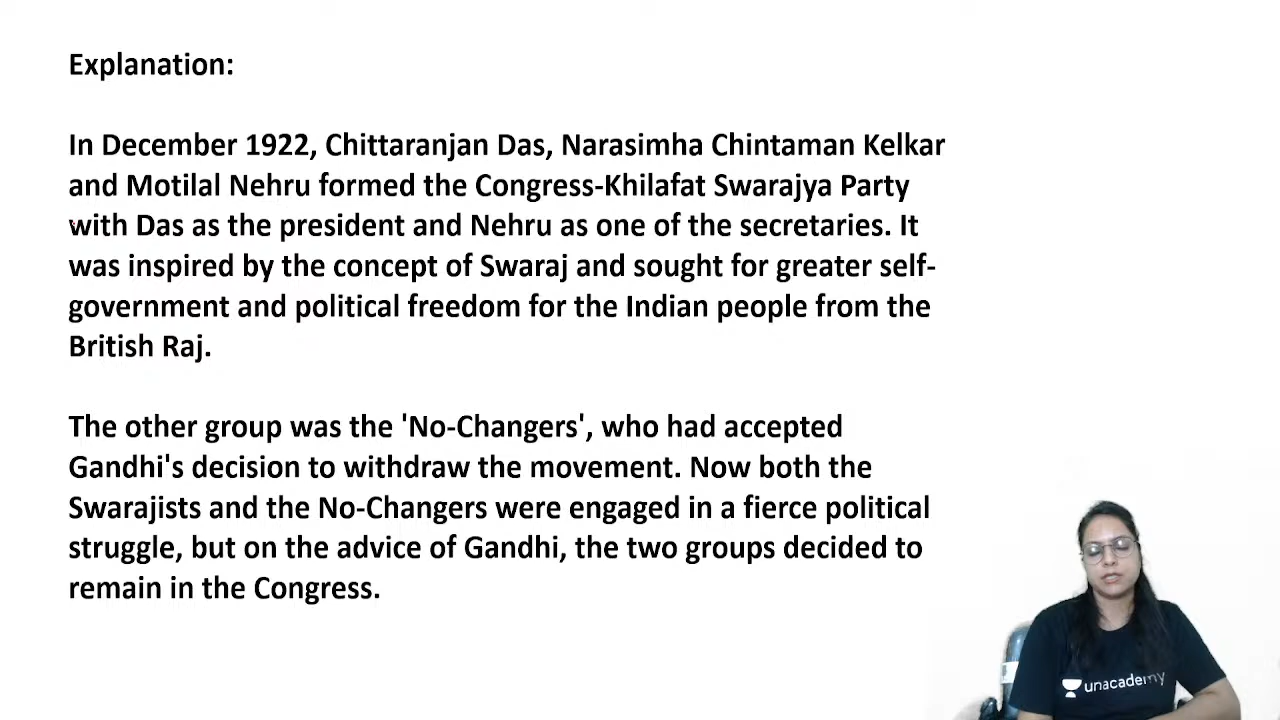 Explanation:
In December 1922, Chittaranjan Das, Narasimha Chintaman Kelkar
and Motilal Nehru formed the Congress-Khilafat Swarajya Party
with Das as the president and Nehru as one of the secretaries. It
was inspired by the concept of Swaraj and sought for greater self-
government and political freedom for the Indian people from the
British Raj.
The other group was the 'No-Changers', who had accepted
Gandhi's decision to withdraw the movement. Now both the
Swarajists and the No-Changers were engaged in a fierce political
struggle, but on the advice of Gandhi, the two groups decided to
remain in the Congress.
unacademy